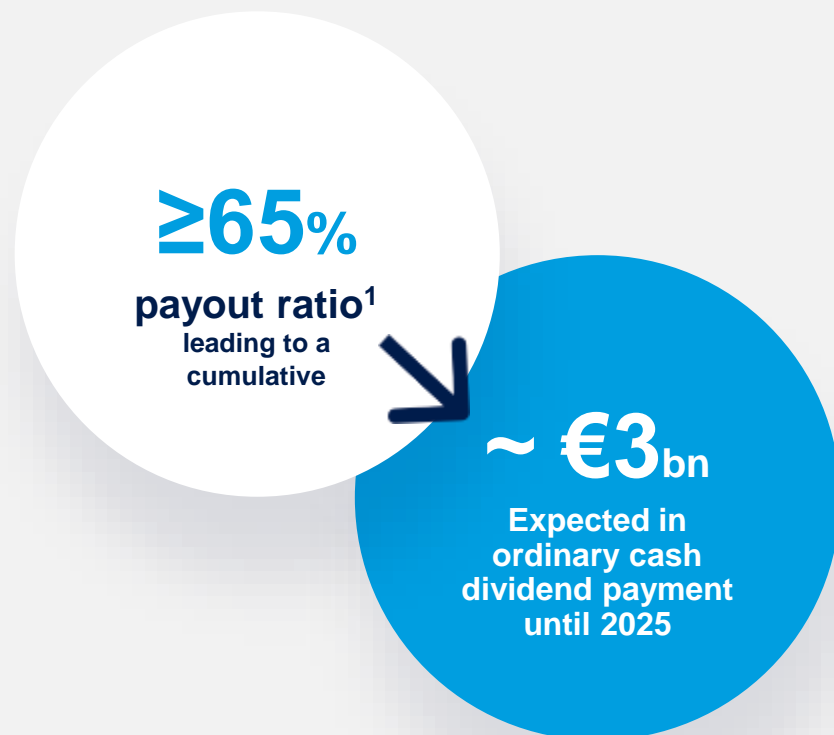 ≥65%
payout ratio¹
leading to a
cumulative
~ €3bn
Expected in
ordinary cash
dividend payment
until 2025